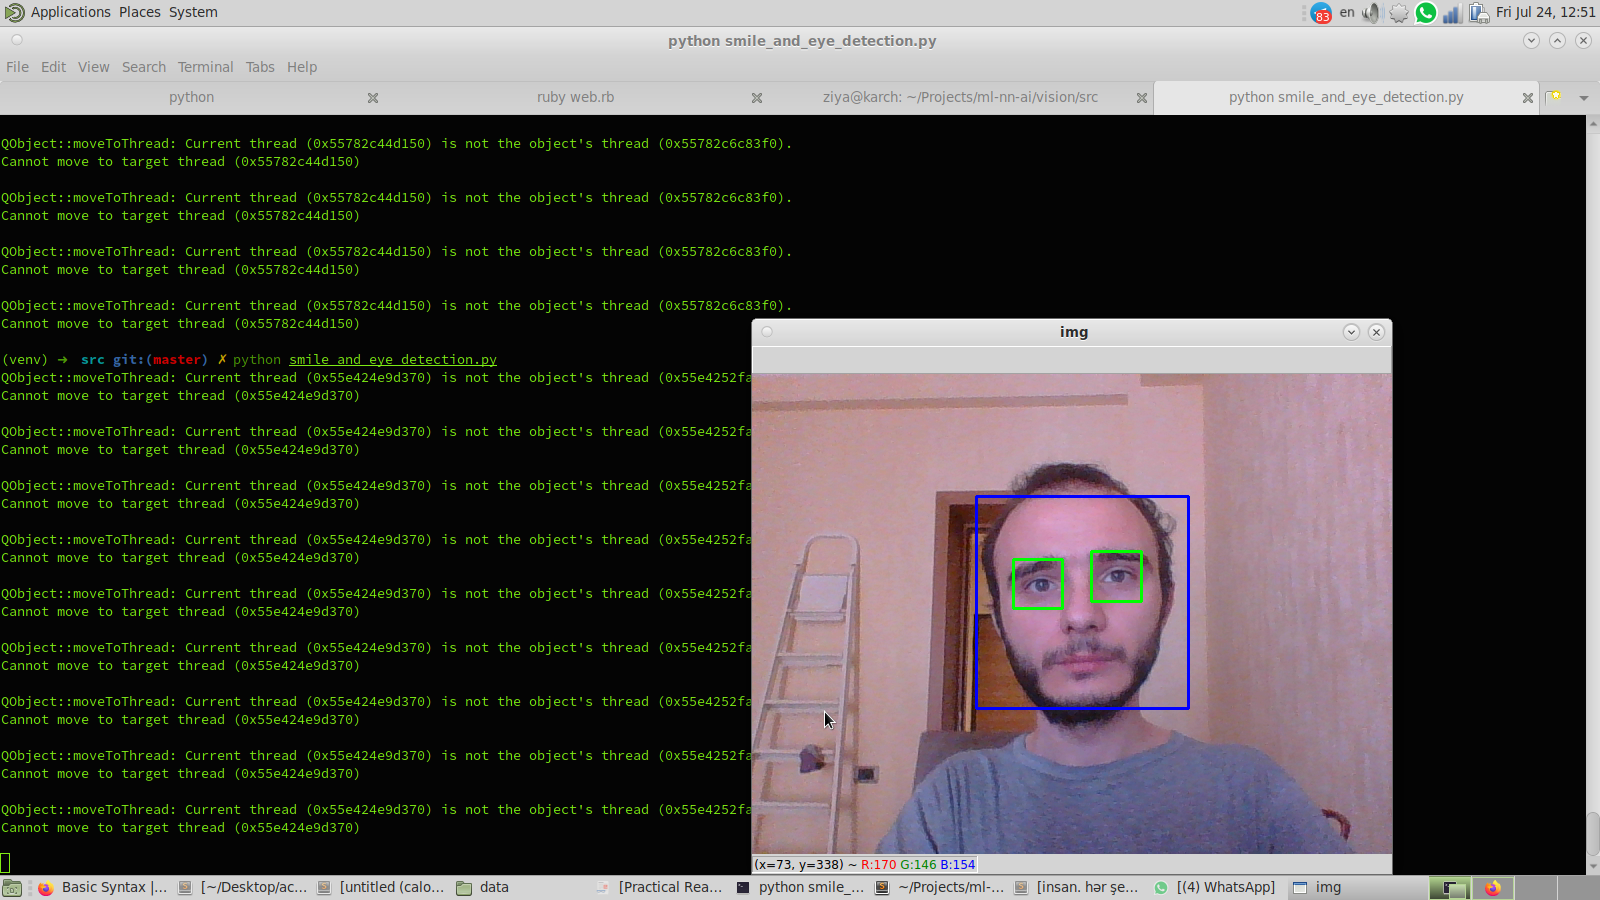 Applications Places System
83 en Fri Jul 24, 12:51
python smile_and_eye_detection.py
File Edit View Search Terminal Tabs Help
python
ruby web.rb
ziya@karch: ~/Projects/ml-nn-ai/vision/src
python smile_and_eye_detection.py
QObject::moveToThread: Current thread (0x55782c44d150) is not the object's thread (0x55782c6c83f0).
Cannot move to target thread (0x55782c44d150)
QObject::moveToThread: Current thread (0x55782c44d150) is not the object's thread (0x55782c6c83f0).
Cannot move to target thread (0x55782c44d150)
QObject::moveToThread: Current thread (0x55782c44d150) is not the object's thread (0x55782c6c83f0).
Cannot move to target thread (0x55782c44d150)
QObject::moveToThread: Current thread (0x55782c44d150) is not the object's thread (0x55782c6c83f0).
Cannot move to target thread (0x55782c44d150)
(venv) → src git:(master) ✗ python smile_and_eye_detection.py
QObject::moveToThread: Current thread (0x55e424e9d370) is not the object's thread (0x55e4252fa
Cannot move to target thread (0x55e424e9d370)
QObject::moveToThread: Current thread (0x55e424e9d370) is not the object's thread (0x55e4252fa
Cannot move to target thread (0x55e424e9d370)
QObject::moveToThread: Current thread (0x55e424e9d370) is not the object's thread (0x55e4252fa
Cannot move to target thread (0x55e424e9d370)
QObject::moveToThread: Current thread (0x55e424e9d370) is not the object's thread (0x55e4252fa
Cannot move to target thread (0x55e424e9d370)
QObject::moveToThread: Current thread (0x55e424e9d370) is not the object's thread (0x55e4252fa
Cannot move to target thread (0x55e424e9d370)
QObject::moveToThread: Current thread (0x55e424e9d370) is not the object's thread (0x55e4252fa
Cannot move to target thread (0x55e424e9d370)
QObject::moveToThread: Current thread (0x55e424e9d370) is not the object's thread (0x55e4252fa
Cannot move to target thread (0x55e424e9d370)
QObject::moveToThread: Current thread (0x55e424e9d370) is not the object's thread (0x55e4252fa
Cannot move to target thread (0x55e424e9d370)
QObject::moveToThread: Current thread (0x55e424e9d370) is not the object's thread (0x55e4252fa
Cannot move to target thread (0x55e424e9d370)
img
(x=73, y=338) ~ R:170 G:146 B:154
Basic Syntax |... [~/Desktop/ac... [untitled (calo... data [Practical Rea... python smile_... ~/Projects/ml-... [insan. hər şe... [(4) WhatsApp] img